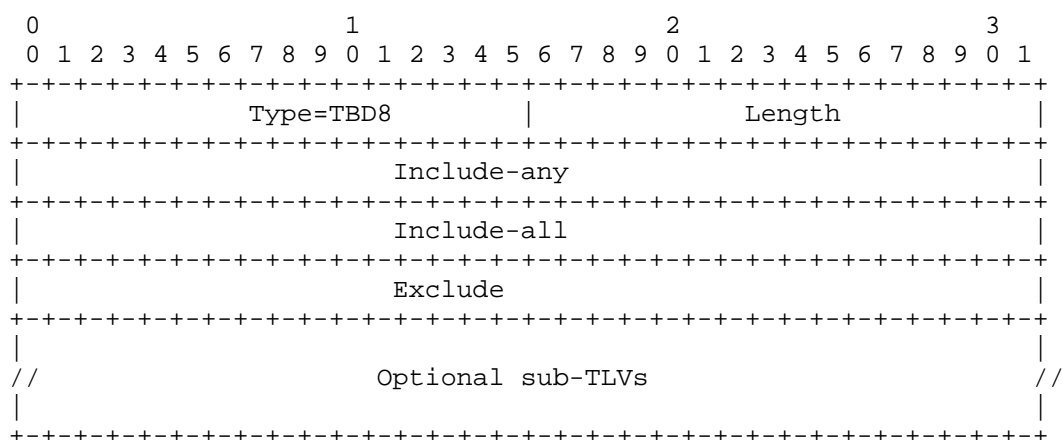 0                   1                   2                   3
 0 1 2 3 4 5 6 7 8 9 0 1 2 3 4 5 6 7 8 9 0 1 2 3 4 5 6 7 8 9 0 1
+-+-+-+-+-+-+-+-+-+-+-+-+-+-+-+-+-+-+-+-+-+-+-+-+-+-+-+-+-+-+-+-+
|              Type=TBD8        |             Length            |
+-+-+-+-+-+-+-+-+-+-+-+-+-+-+-+-+-+-+-+-+-+-+-+-+-+-+-+-+-+-+-+-+
|                       Include-any                             |
+-+-+-+-+-+-+-+-+-+-+-+-+-+-+-+-+-+-+-+-+-+-+-+-+-+-+-+-+-+-+-+-+
|                       Include-all                             |
+-+-+-+-+-+-+-+-+-+-+-+-+-+-+-+-+-+-+-+-+-+-+-+-+-+-+-+-+-+-+-+-+
|                       Exclude                                 |
+-+-+-+-+-+-+-+-+-+-+-+-+-+-+-+-+-+-+-+-+-+-+-+-+-+-+-+-+-+-+-+-+
|                                                               |
//                     Optional sub-TLVs                        //
|                                                               |
+-+-+-+-+-+-+-+-+-+-+-+-+-+-+-+-+-+-+-+-+-+-+-+-+-+-+-+-+-+-+-+-+